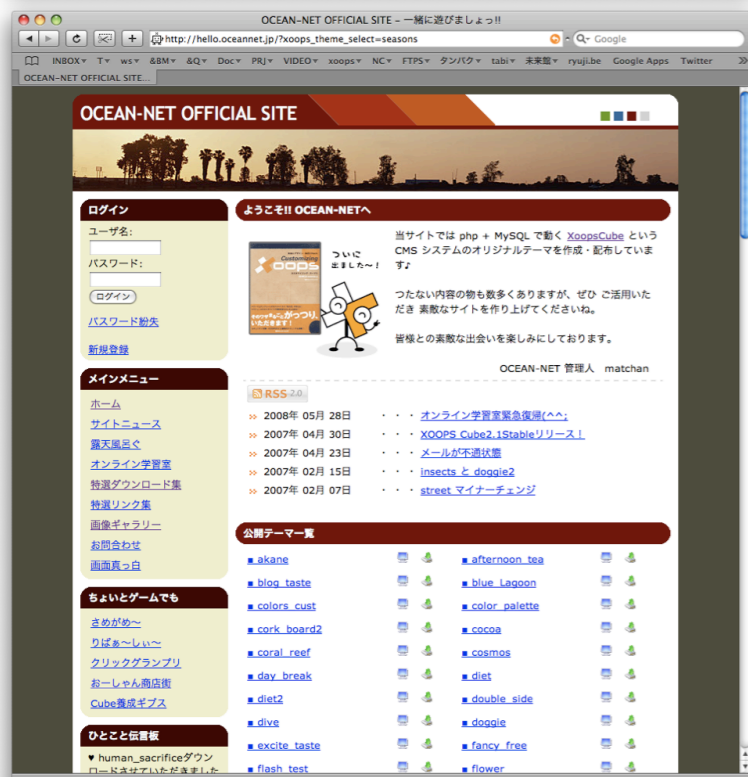 OCEAN-NET OFFICIAL SITE – 一緒に遊びましょっ!!
http://hello.oceannet.jp/?xoops_theme_select=seasons
Google
INBOX▼ T▼ ws▼ &BM▼ &Q▼ Doc▼ PRJ▼ VIDEO▼ xoops▼ NC▼ FTPS▼ タンパク▼ tabi▼ 未来館▼ ryuji.be Google Apps Twitter
OCEAN-NET OFFICIAL SITE...
OCEAN-NET OFFICIAL SITE
ログイン
ユーザ名:
パスワード:
ログイン
パスワード紛失
新規登録
メインメニュー
ホーム
サイトニュース
露天風呂ぐ
オンライン学習室
特選ダウンロード集
特選リンク集
画像ギャラリー
お問合わせ
画面真っ白
ちょいとゲームでも
さめがめ〜
りばぁ〜しぃ〜
クリックグランプリ
おーしゃん商店街
Cube養成ギプス
ひとこと伝言板
♥ human_sacrificeダウン
ロードさせていただきました
ようこそ!! OCEAN-NETへ
Customizing
XOOPS
がっつり。
いただきます!
ついに
出ました〜!
当サイトでは php + MySQL で動く XoopsCube という
CMS システムのオリジナルテーマを作成・配布していま
す♪
つたない内容の物も数多くありますが、ぜひ ご活用いた
だき 素敵なサイトを作り上げてくださいね。
皆様との素敵な出会いを楽しみにしております。
OCEAN-NET 管理人 matchan
RSS 2.0
2008年 05月 28日 ・・・ オンライン学習室緊急復帰(^^;
2007年 04月 30日 ・・・ XOOPS Cube2.1Stableリリース!
2007年 04月 23日 ・・・ メールが不通状態
2007年 02月 15日 ・・・ insects と doggie2
2007年 02月 07日 ・・・ street マイナーチェンジ
公開テーマ一覧
■ akane ■ afternoon_tea
■ blog_taste ■ blue_Lagoon
■ colors_cust ■ color_palette
■ cork_board2 ■ cocoa
■ coral_reef ■ cosmos
■ day_break ■ diet
■ diet2 ■ double_side
■ dive ■ doggie
■ excite_taste ■ fancy_free
■ flash_test ■ flower